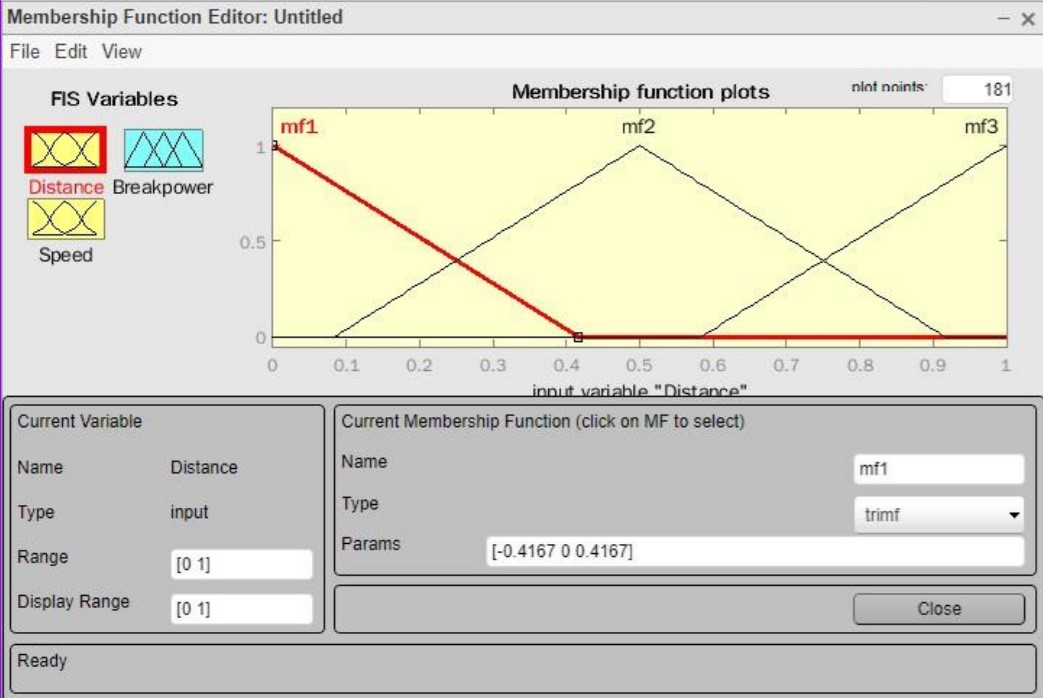 Membership Function Editor: Untitled
File Edit View
FIS Variables
Distance Breakpower
Speed
Membership function plots
plot points: 181
mf1 mf2 mf3
1
0.5
0
0 0.1 0.2 0.3 0.4 0.5 0.6 0.7 0.8 0.9 1
input variable "Distance"
Current Variable
Name Distance
Type input
Range [0 1]
Display Range [0 1]
Current Membership Function (click on MF to select)
Name mf1
Type trimf
Params [-0.4167 0 0.4167]
Close
Ready